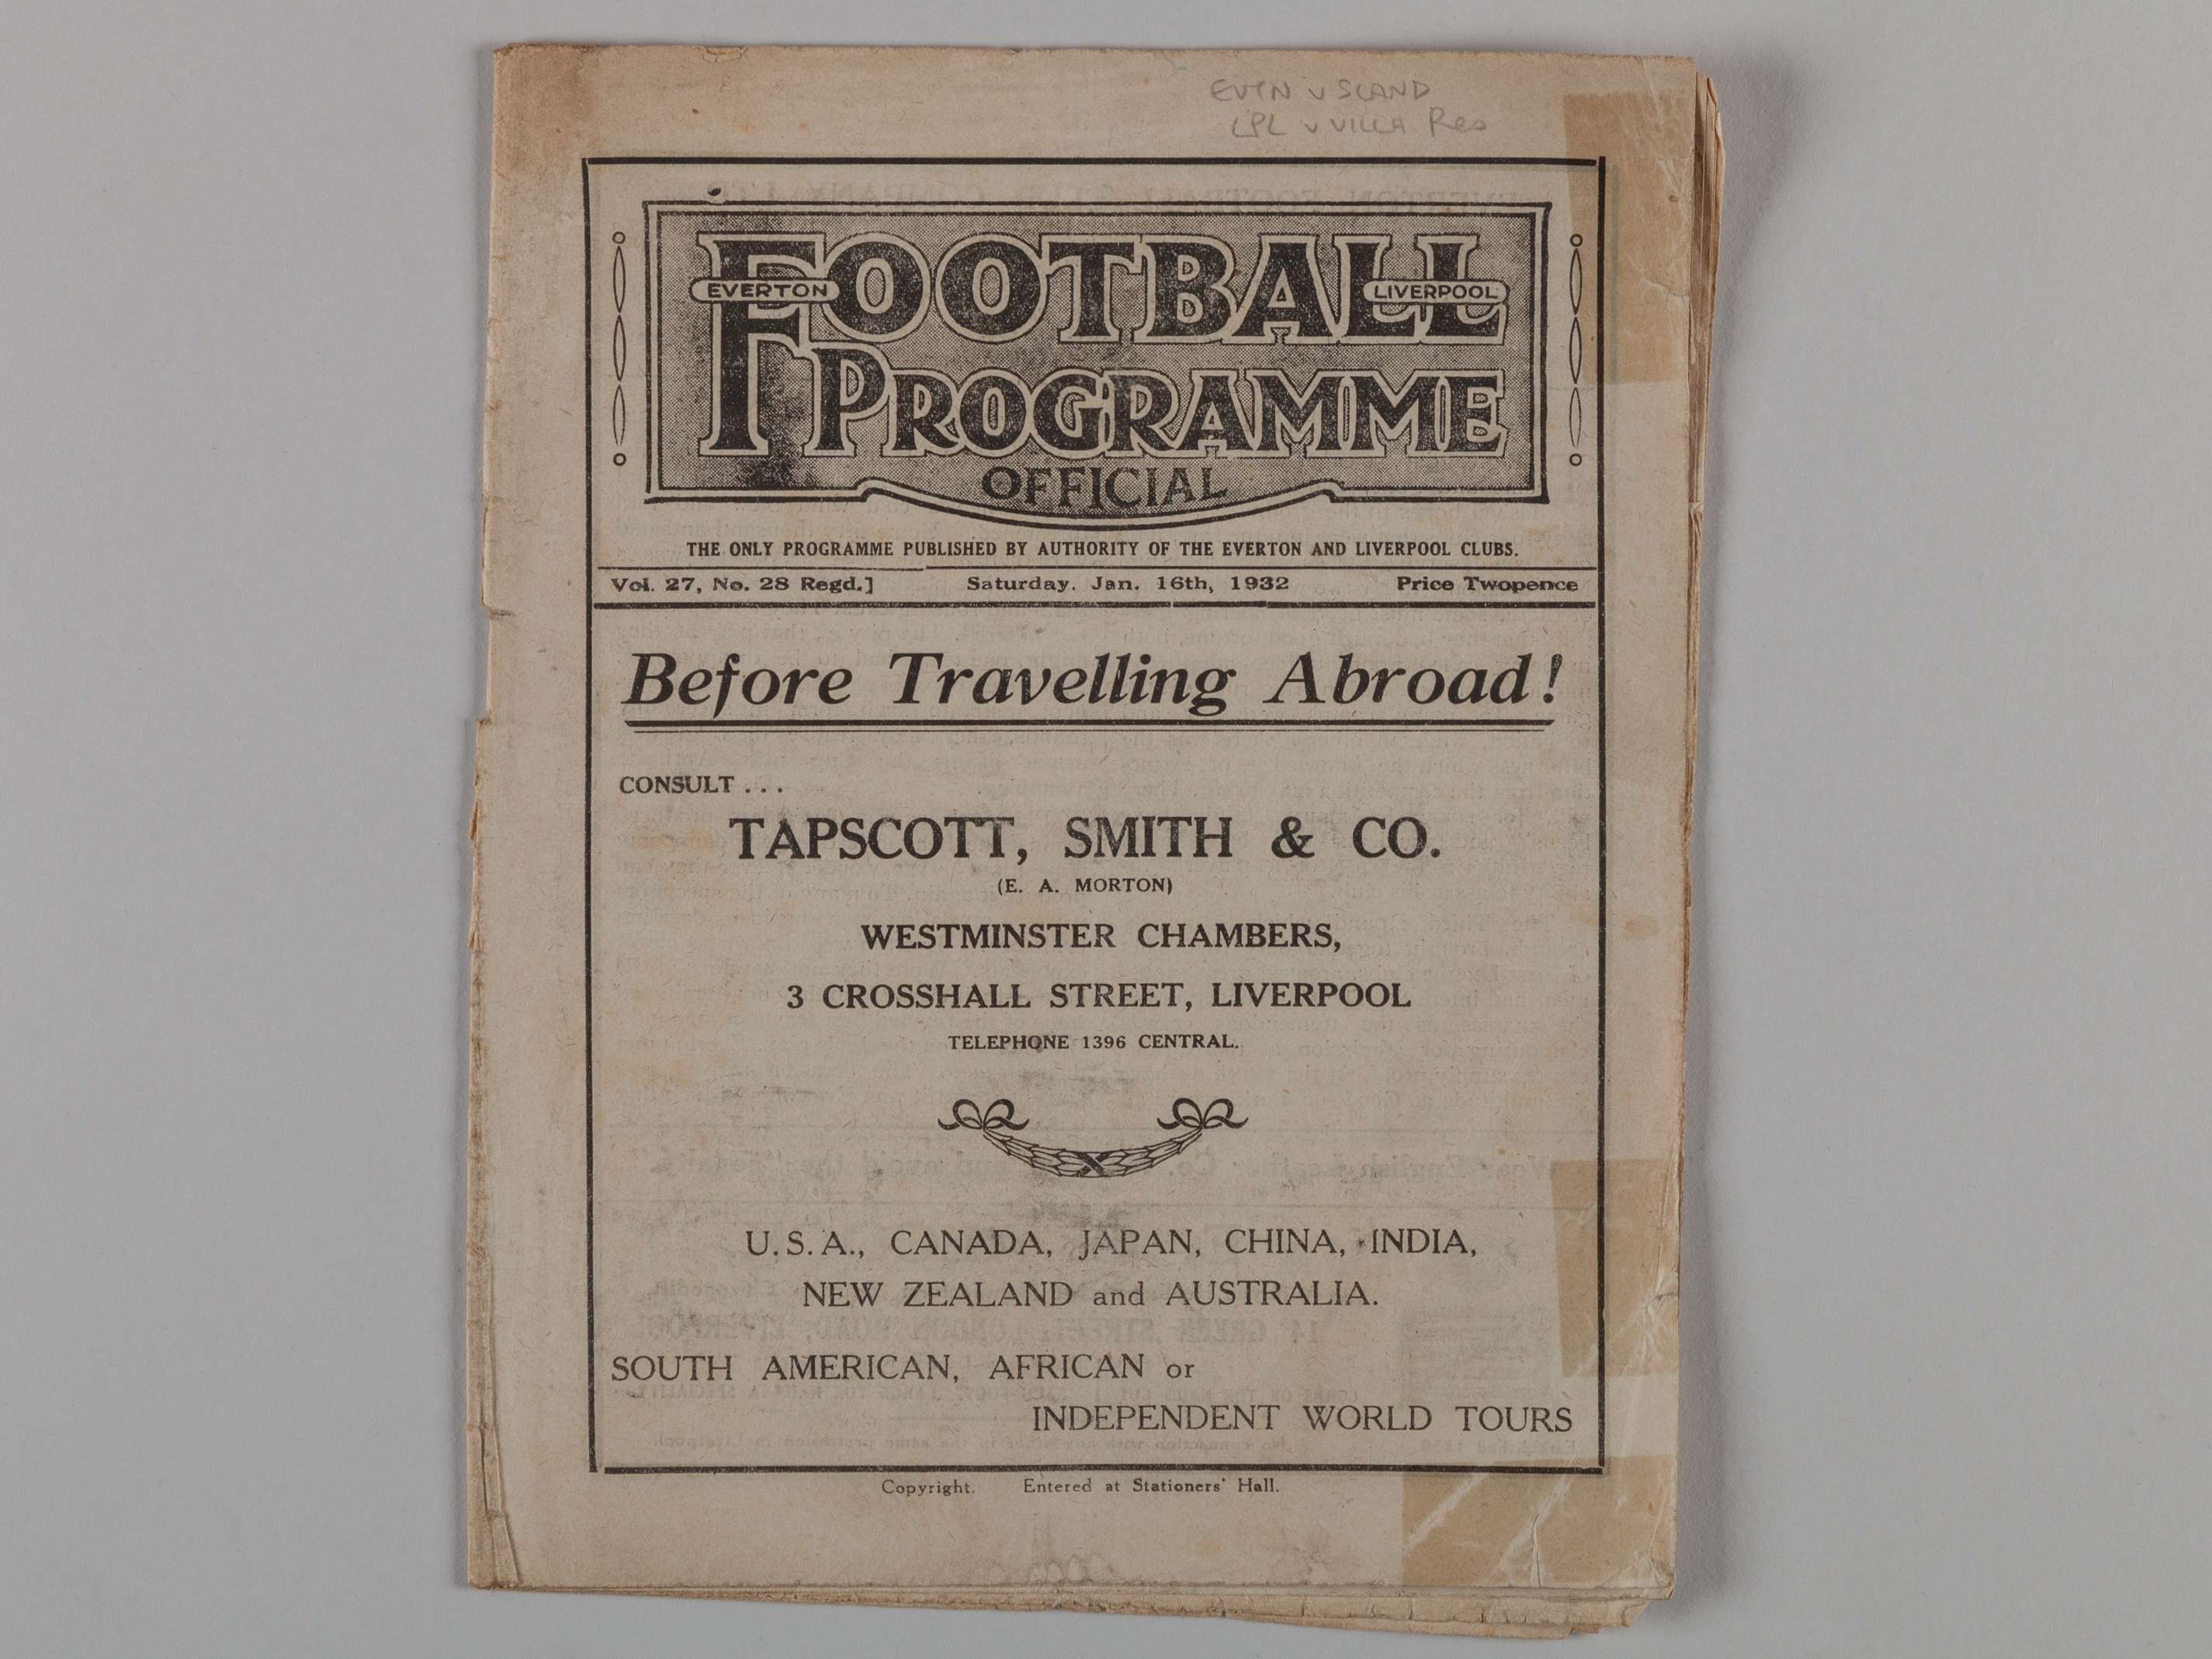 EVTN v SLAND
LPL v VILLA Res
FOOTBALL
EVERTON
LIVERPOOL
PROGRAMME
OFFICIAL
THE ONLY PROGRAMME PUBLISHED BY AUTHORITY OF THE EVERTON AND LIVERPOOL CLUBS.
Vol. 27, No. 28 Regd.] Saturday. Jan. 16th, 1932 Price Twopence
Before Travelling Abroad!
CONSULT...
TAPSCOTT, SMITH & CO.
(E. A. MORTON)
WESTMINSTER CHAMBERS,
3 CROSSHALL STREET, LIVERPOOL
TELEPHONE 1396 CENTRAL.
U.S.A., CANADA, JAPAN, CHINA, INDIA,
NEW ZEALAND and AUSTRALIA.
SOUTH AMERICAN, AFRICAN or
INDEPENDENT WORLD TOURS
Copyright. Entered at Stationers' Hall.